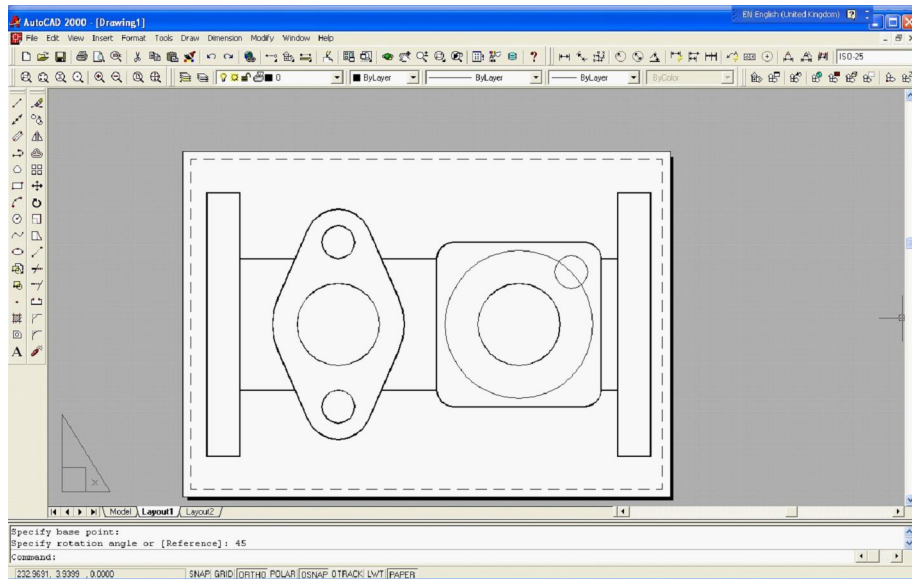 EN English (United Kingdom)
AutoCAD 2000 - [Drawing1]
File Edit View Insert Format Tools Draw Dimension Modify Window Help
ISO-25
0 ByLayer ByLayer ByLayer ByColor
A
X
Model Layout1 Layout2
Specify base point:
Specify rotation angle or [Reference]: 45
Command:
232.9691, 3.9399 , 0.0000 SNAP GRID ORTHO POLAR OSNAP OTRACK LWT PAPER